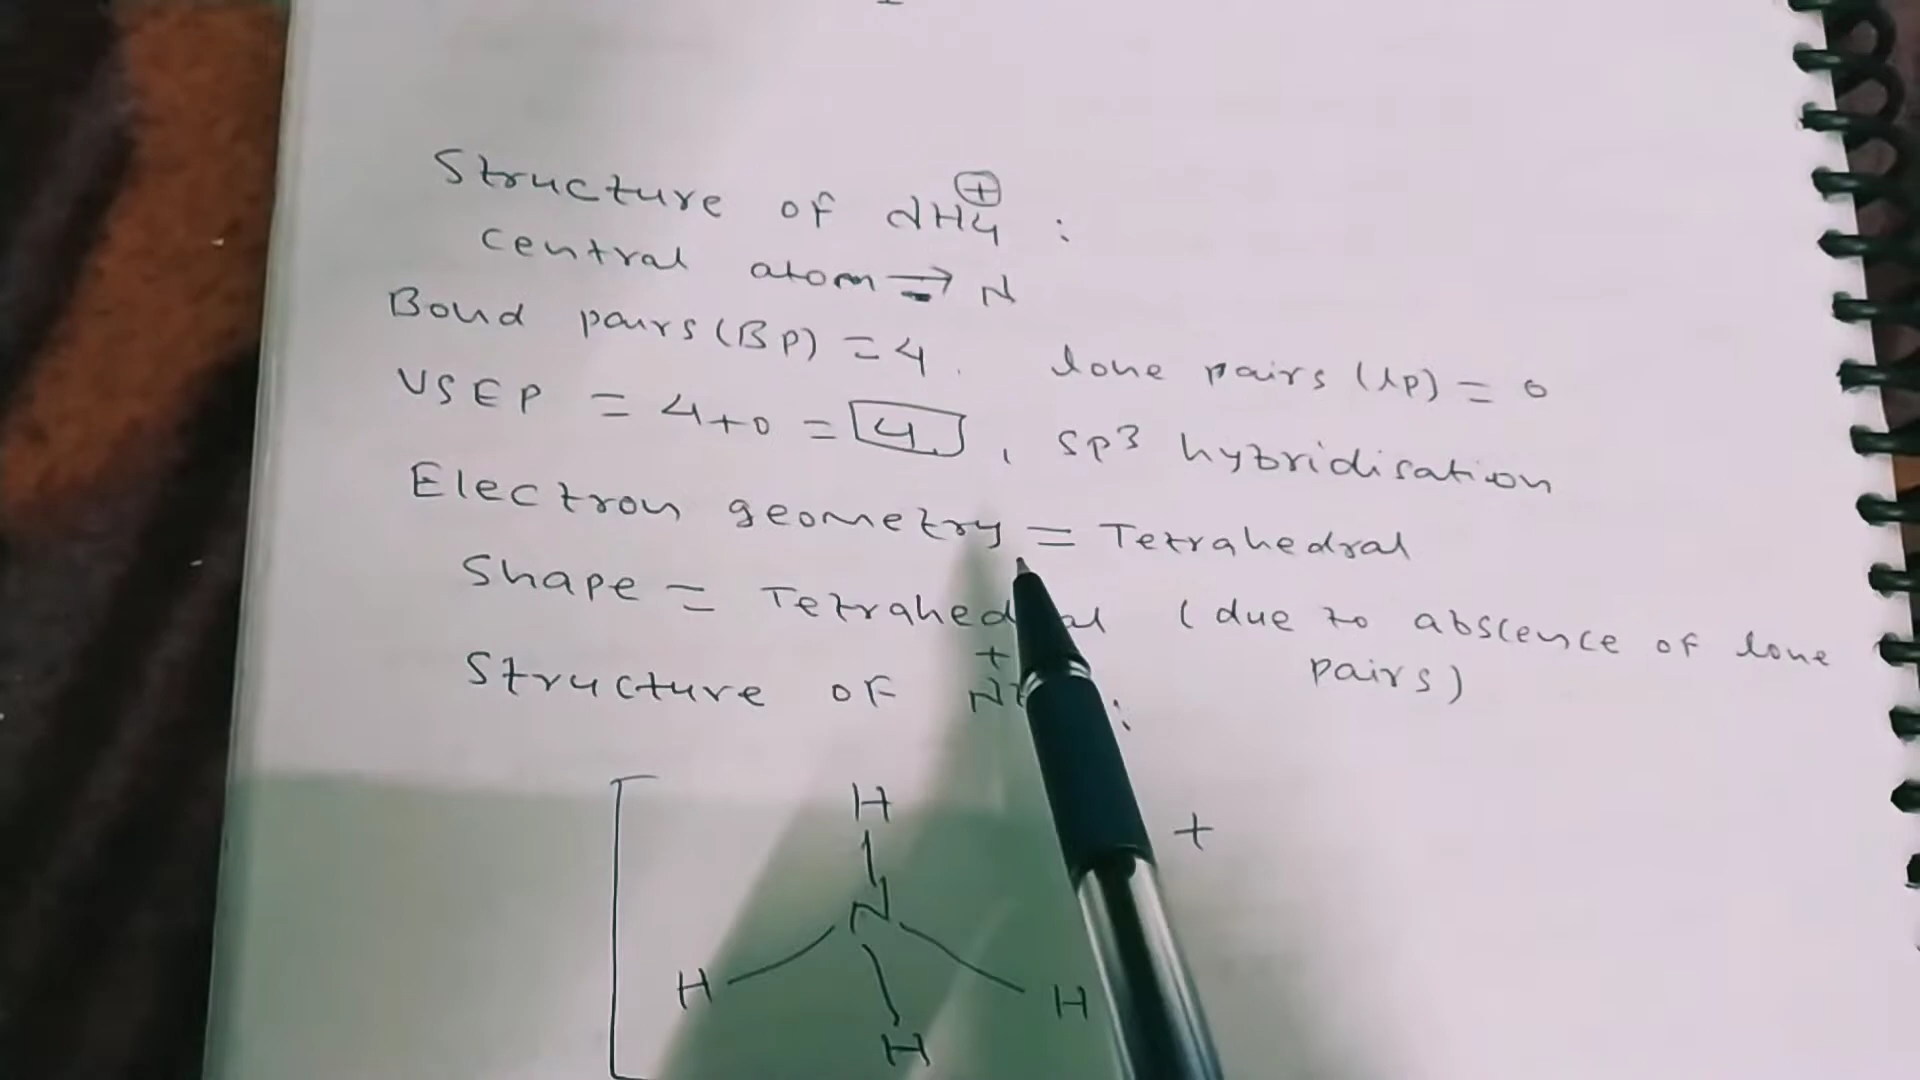 Structure of NH4⊕ :
central atom → N
Bond pairs (BP) = 4. lone pairs (lp) = 0
VSEP = 4+0 = 4, sp3 hybridisation
Electron geometry = Tetrahedral
Shape = Tetrahedral (due to abscence of lone pairs)
Structure of :
H
N
H H
H
+